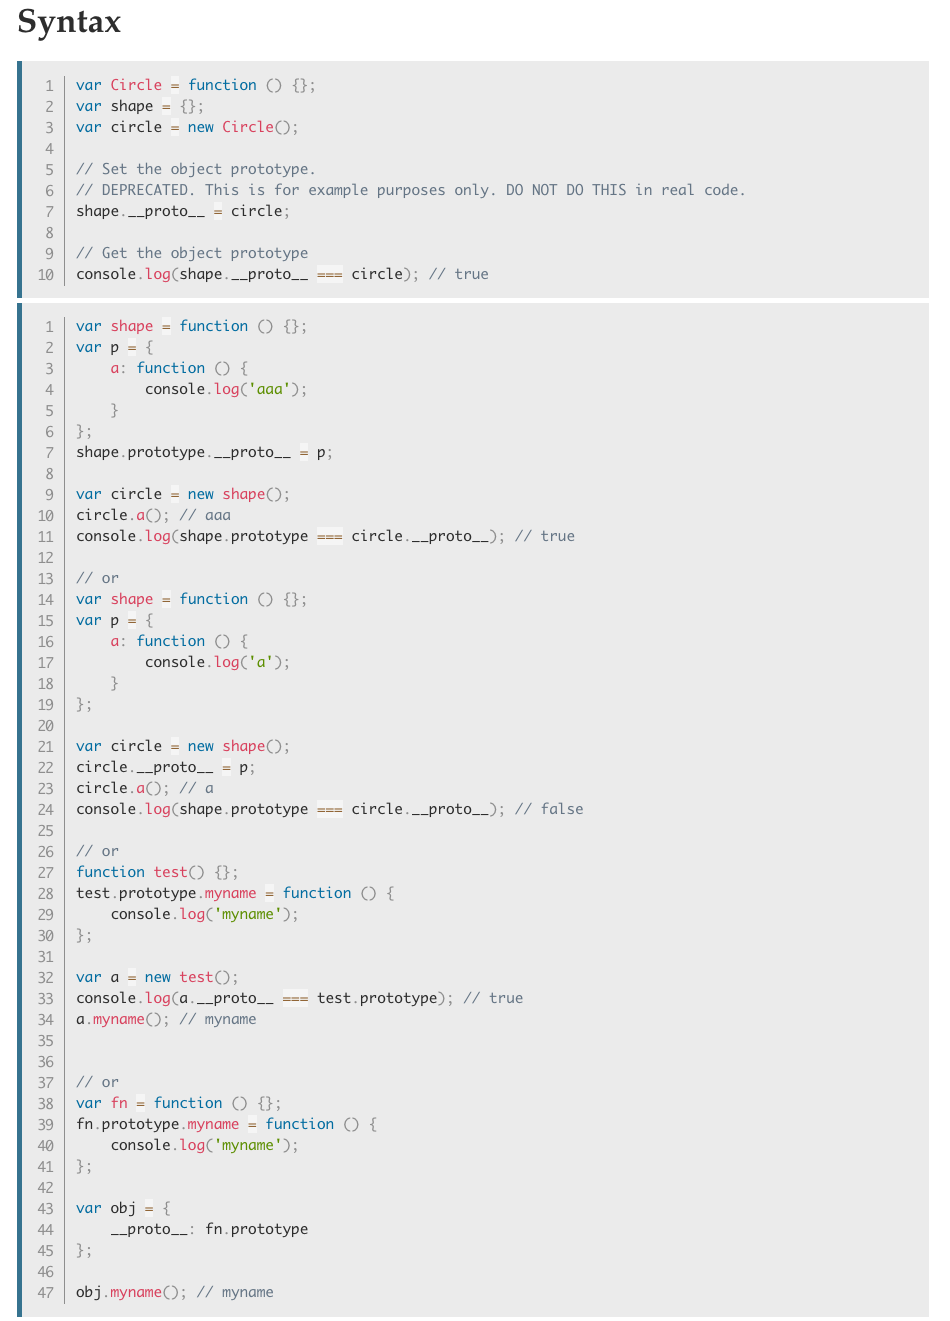 Syntax
1 var Circle = function () {};
2 var shape = {};
3 var circle = new Circle();
4
5 // Set the object prototype.
6 // DEPRECATED. This is for example purposes only. DO NOT DO THIS in real code.
7 shape.__proto__ = circle;
8
9 // Get the object prototype
10 console.log(shape.__proto__ === circle); // true
1 var shape = function () {};
2 var p = {
3     a: function () {
4         console.log('aaa');
5     }
6 };
7 shape.prototype.__proto__ = p;
8
9 var circle = new shape();
10 circle.a(); // aaa
11 console.log(shape.prototype === circle.__proto__); // true
12
13 // or
14 var shape = function () {};
15 var p = {
16     a: function () {
17         console.log('a');
18     }
19 };
20
21 var circle = new shape();
22 circle.__proto__ = p;
23 circle.a(); // a
24 console.log(shape.prototype === circle.__proto__); // false
25
26 // or
27 function test() {};
28 test.prototype.myname = function () {
29     console.log('myname');
30 };
31
32 var a = new test();
33 console.log(a.__proto__ === test.prototype); // true
34 a.myname(); // myname
35
36
37 // or
38 var fn = function () {};
39 fn.prototype.myname = function () {
40     console.log('myname');
41 };
42
43 var obj = {
44     __proto__: fn.prototype
45 };
46
47 obj.myname(); // myname